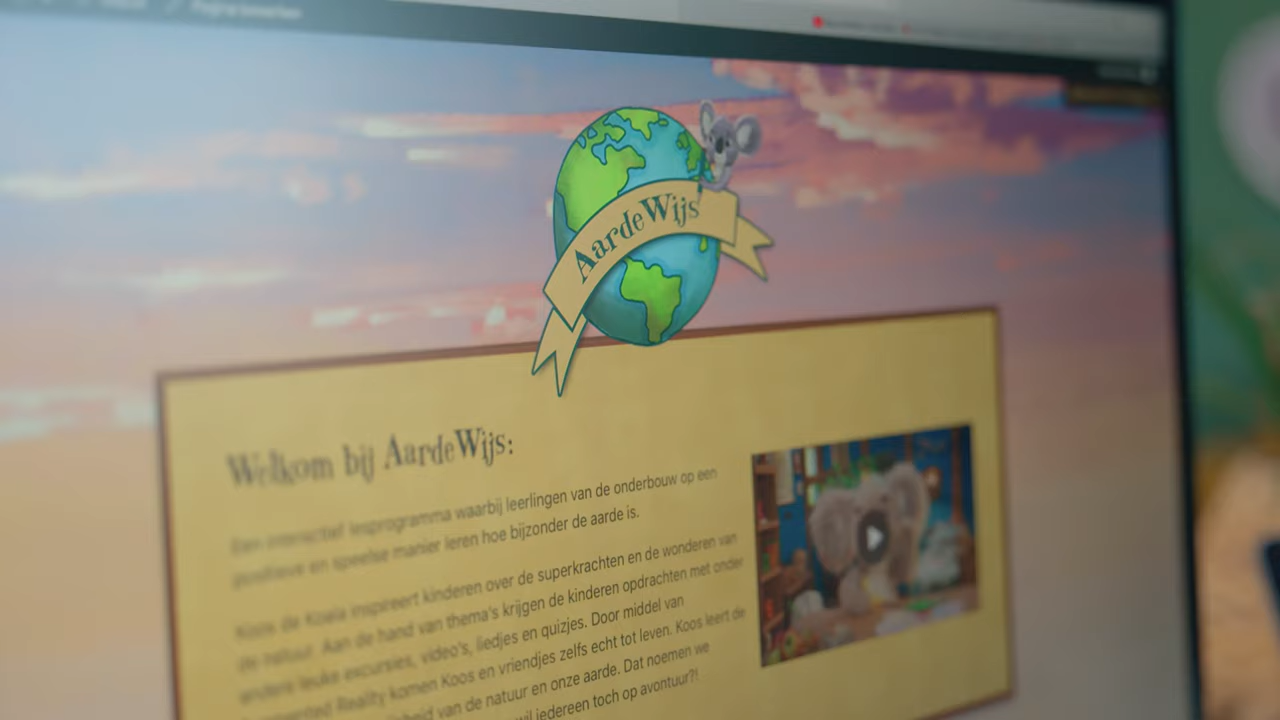 AardeWijs
Welkom bij AardeWijs:
Een interactief lesprogramma waarbij leerlingen van de onderbouw op een
positieve en speelse manier leren hoe bijzonder de aarde is.
Koos de Koala inspireert kinderen over de superkrachten en de wonderen van
de natuur. Aan de hand van thema's krijgen de kinderen opdrachten met onder
andere leuke excursies, video's, liedjes en quizjes. Door middel van
Reality komen Koos en vriendjes zelfs echt tot leven. Koos leert de
van de natuur en onze aarde. Dat noemen we
wil iedereen toch op avontuur?!